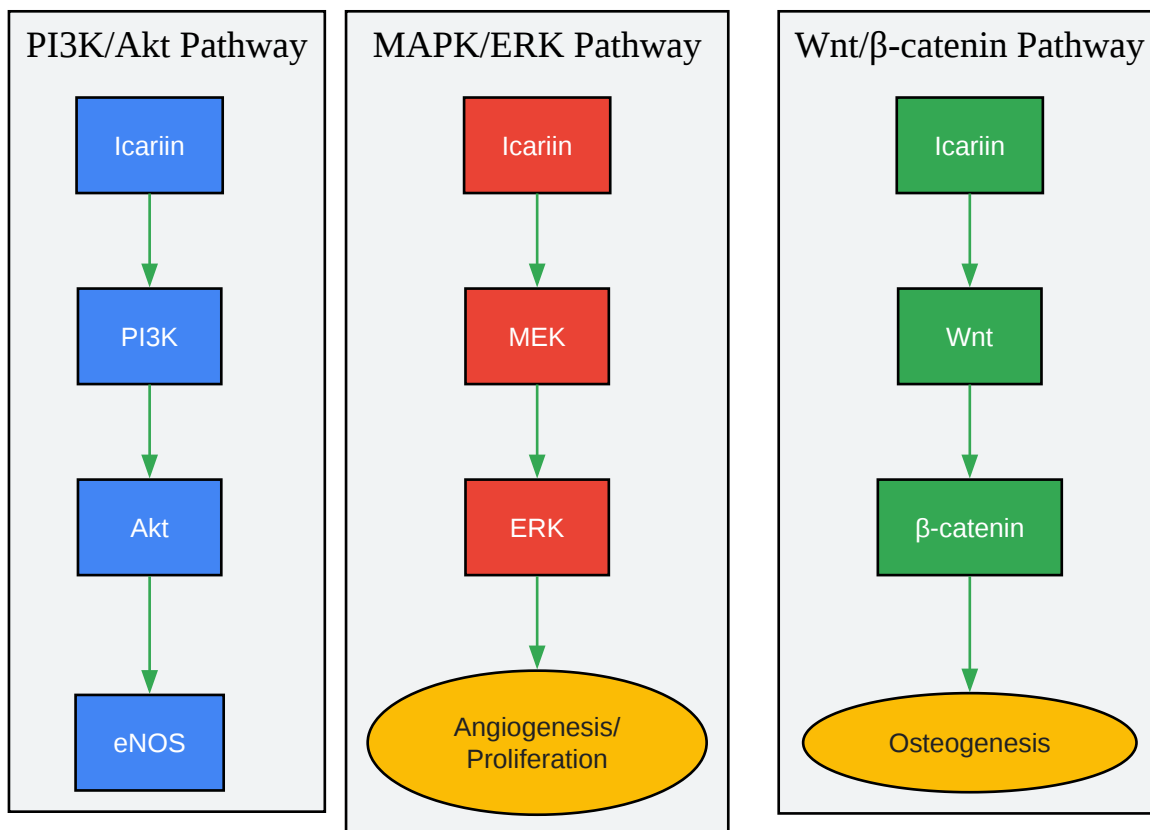 PI3K/Akt Pathway
Icariin
PI3K
Akt
eNOS
MAPK/ERK Pathway
Icariin
MEK
ERK
Angiogenesis/
Proliferation
Wnt/β-catenin Pathway
Icariin
Wnt
β-catenin
Osteogenesis